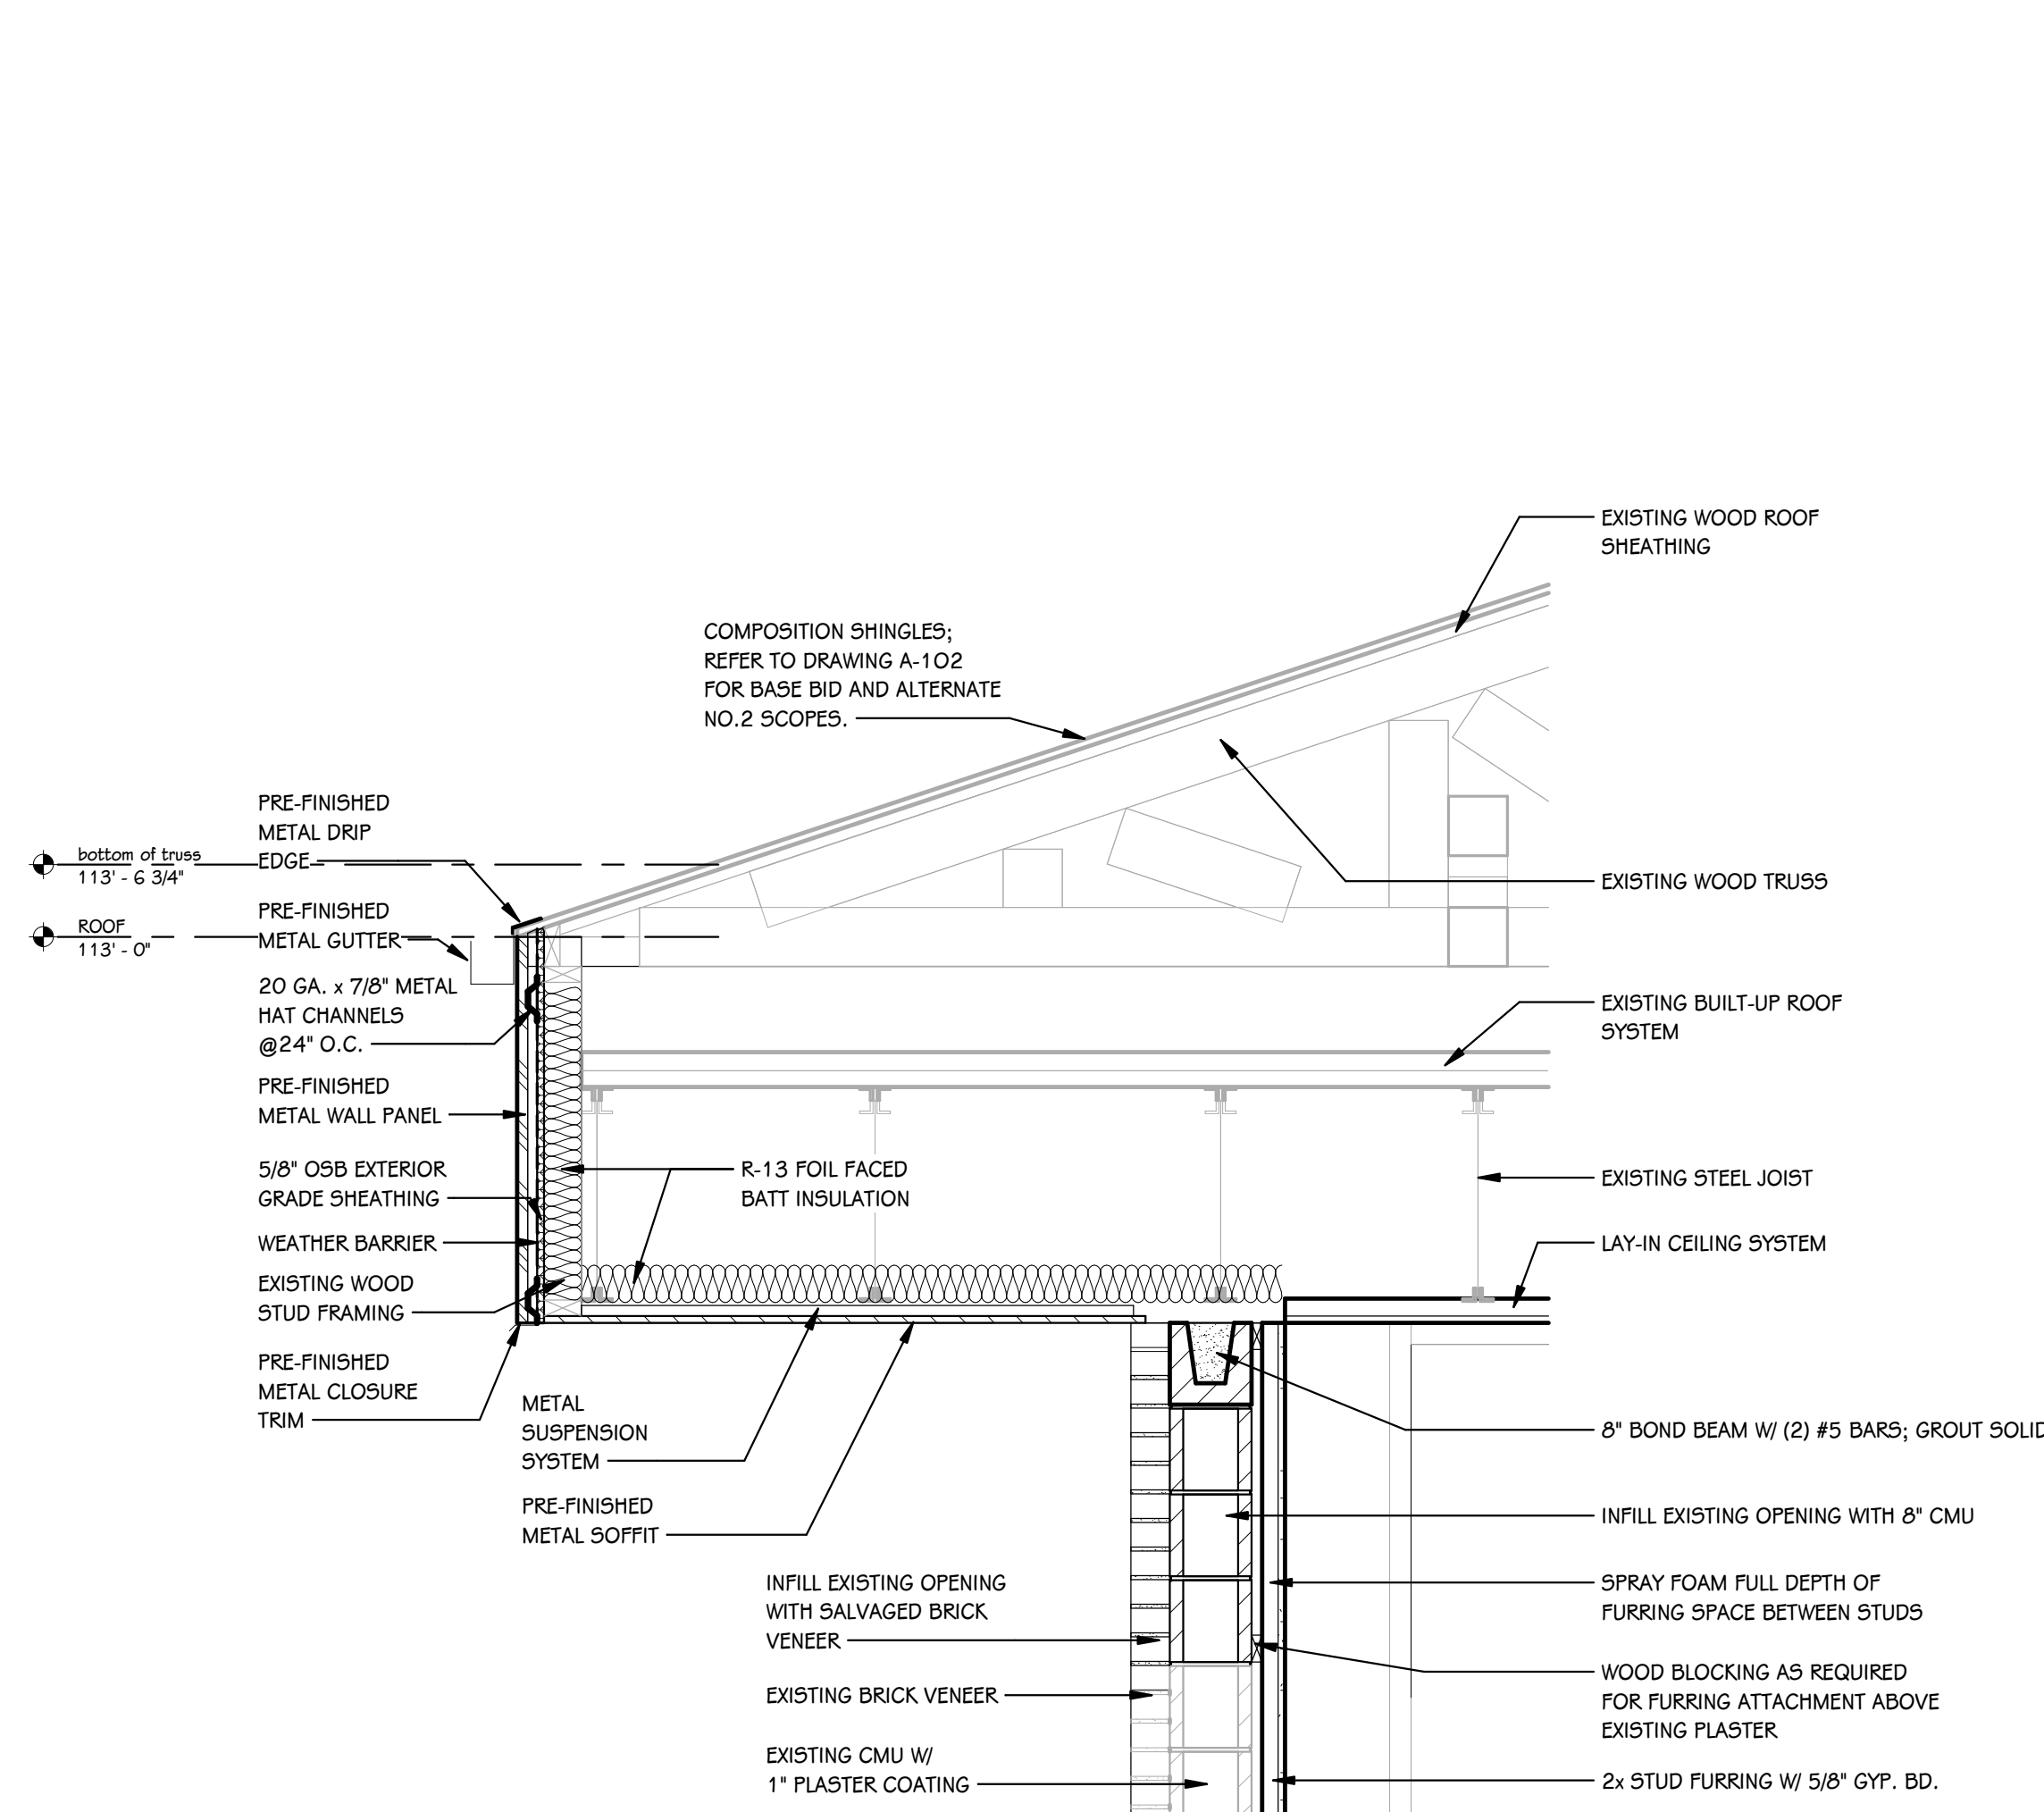 EXISTING WOOD ROOF
SHEATHING
COMPOSITION SHINGLES;
REFER TO DRAWING A-102
FOR BASE BID AND ALTERNATE
NO.2 SCOPES.
PRE-FINISHED
METAL DRIP
EDGE
bottom of truss
113' - 6 3/4"
EXISTING WOOD TRUSS
PRE-FINISHED
METAL GUTTER
ROOF
113' - 0"
20 GA. x 7/8" METAL
HAT CHANNELS
@24" O.C.
EXISTING BUILT-UP ROOF
SYSTEM
PRE-FINISHED
METAL WALL PANEL
5/8" OSB EXTERIOR
GRADE SHEATHING
R-13 FOIL FACED
BATT INSULATION
EXISTING STEEL JOIST
WEATHER BARRIER
LAY-IN CEILING SYSTEM
EXISTING WOOD
STUD FRAMING
PRE-FINISHED
METAL CLOSURE
TRIM
METAL
SUSPENSION
SYSTEM
8" BOND BEAM W/ (2) #5 BARS; GROUT SOLID
PRE-FINISHED
METAL SOFFIT
INFILL EXISTING OPENING WITH 8" CMU
INFILL EXISTING OPENING
WITH SALVAGED BRICK
VENEER
SPRAY FOAM FULL DEPTH OF
FURRING SPACE BETWEEN STUDS
EXISTING BRICK VENEER
WOOD BLOCKING AS REQUIRED
FOR FURRING ATTACHMENT ABOVE
EXISTING PLASTER
EXISTING CMU W/
1" PLASTER COATING
2x STUD FURRING W/ 5/8" GYP. BD.